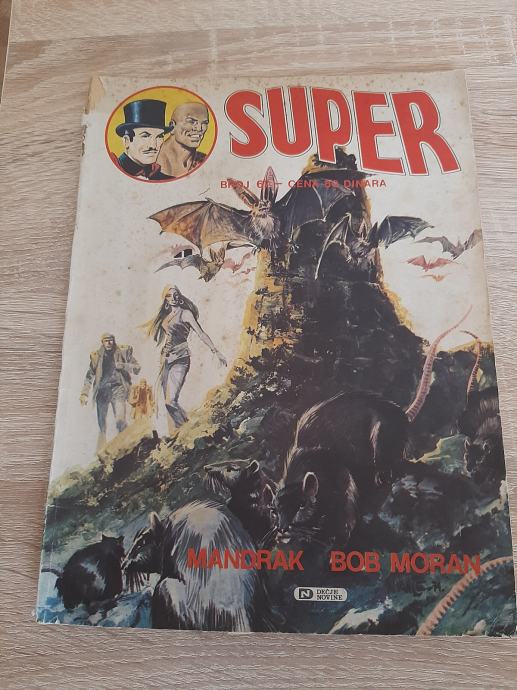 SUPER
BROJ CENA DINARA
MANDRAK BOB MORAN
N DEČJE
NOVINE